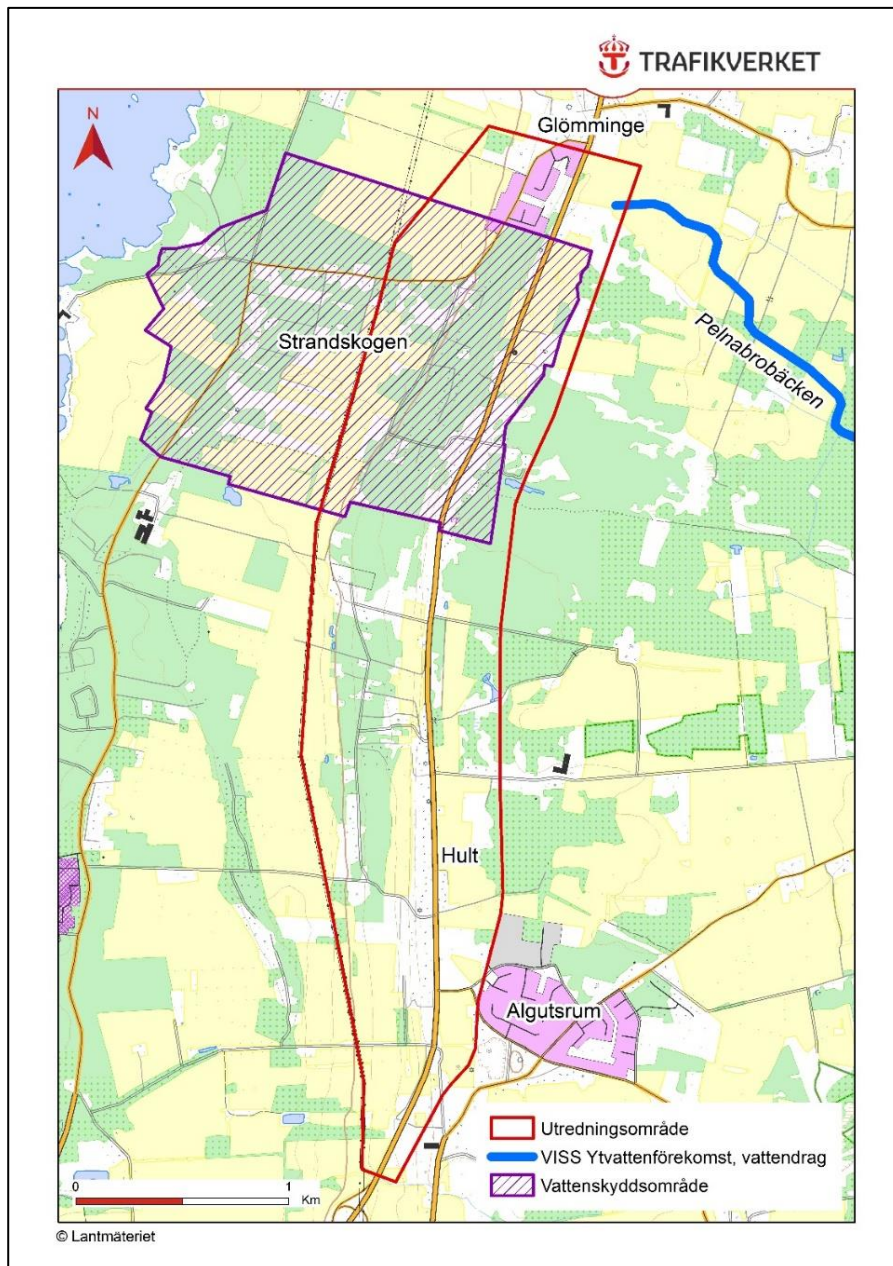 TRAFIKVERKET
N
Glömminge
Strandskogen
Pelnabrobäcken
Hult
Algutsrum
Utredningsområde
VISS Ytvattenförekomst, vattendrag
Vattenskyddsområde
0 1
Km
© Lantmäteriet